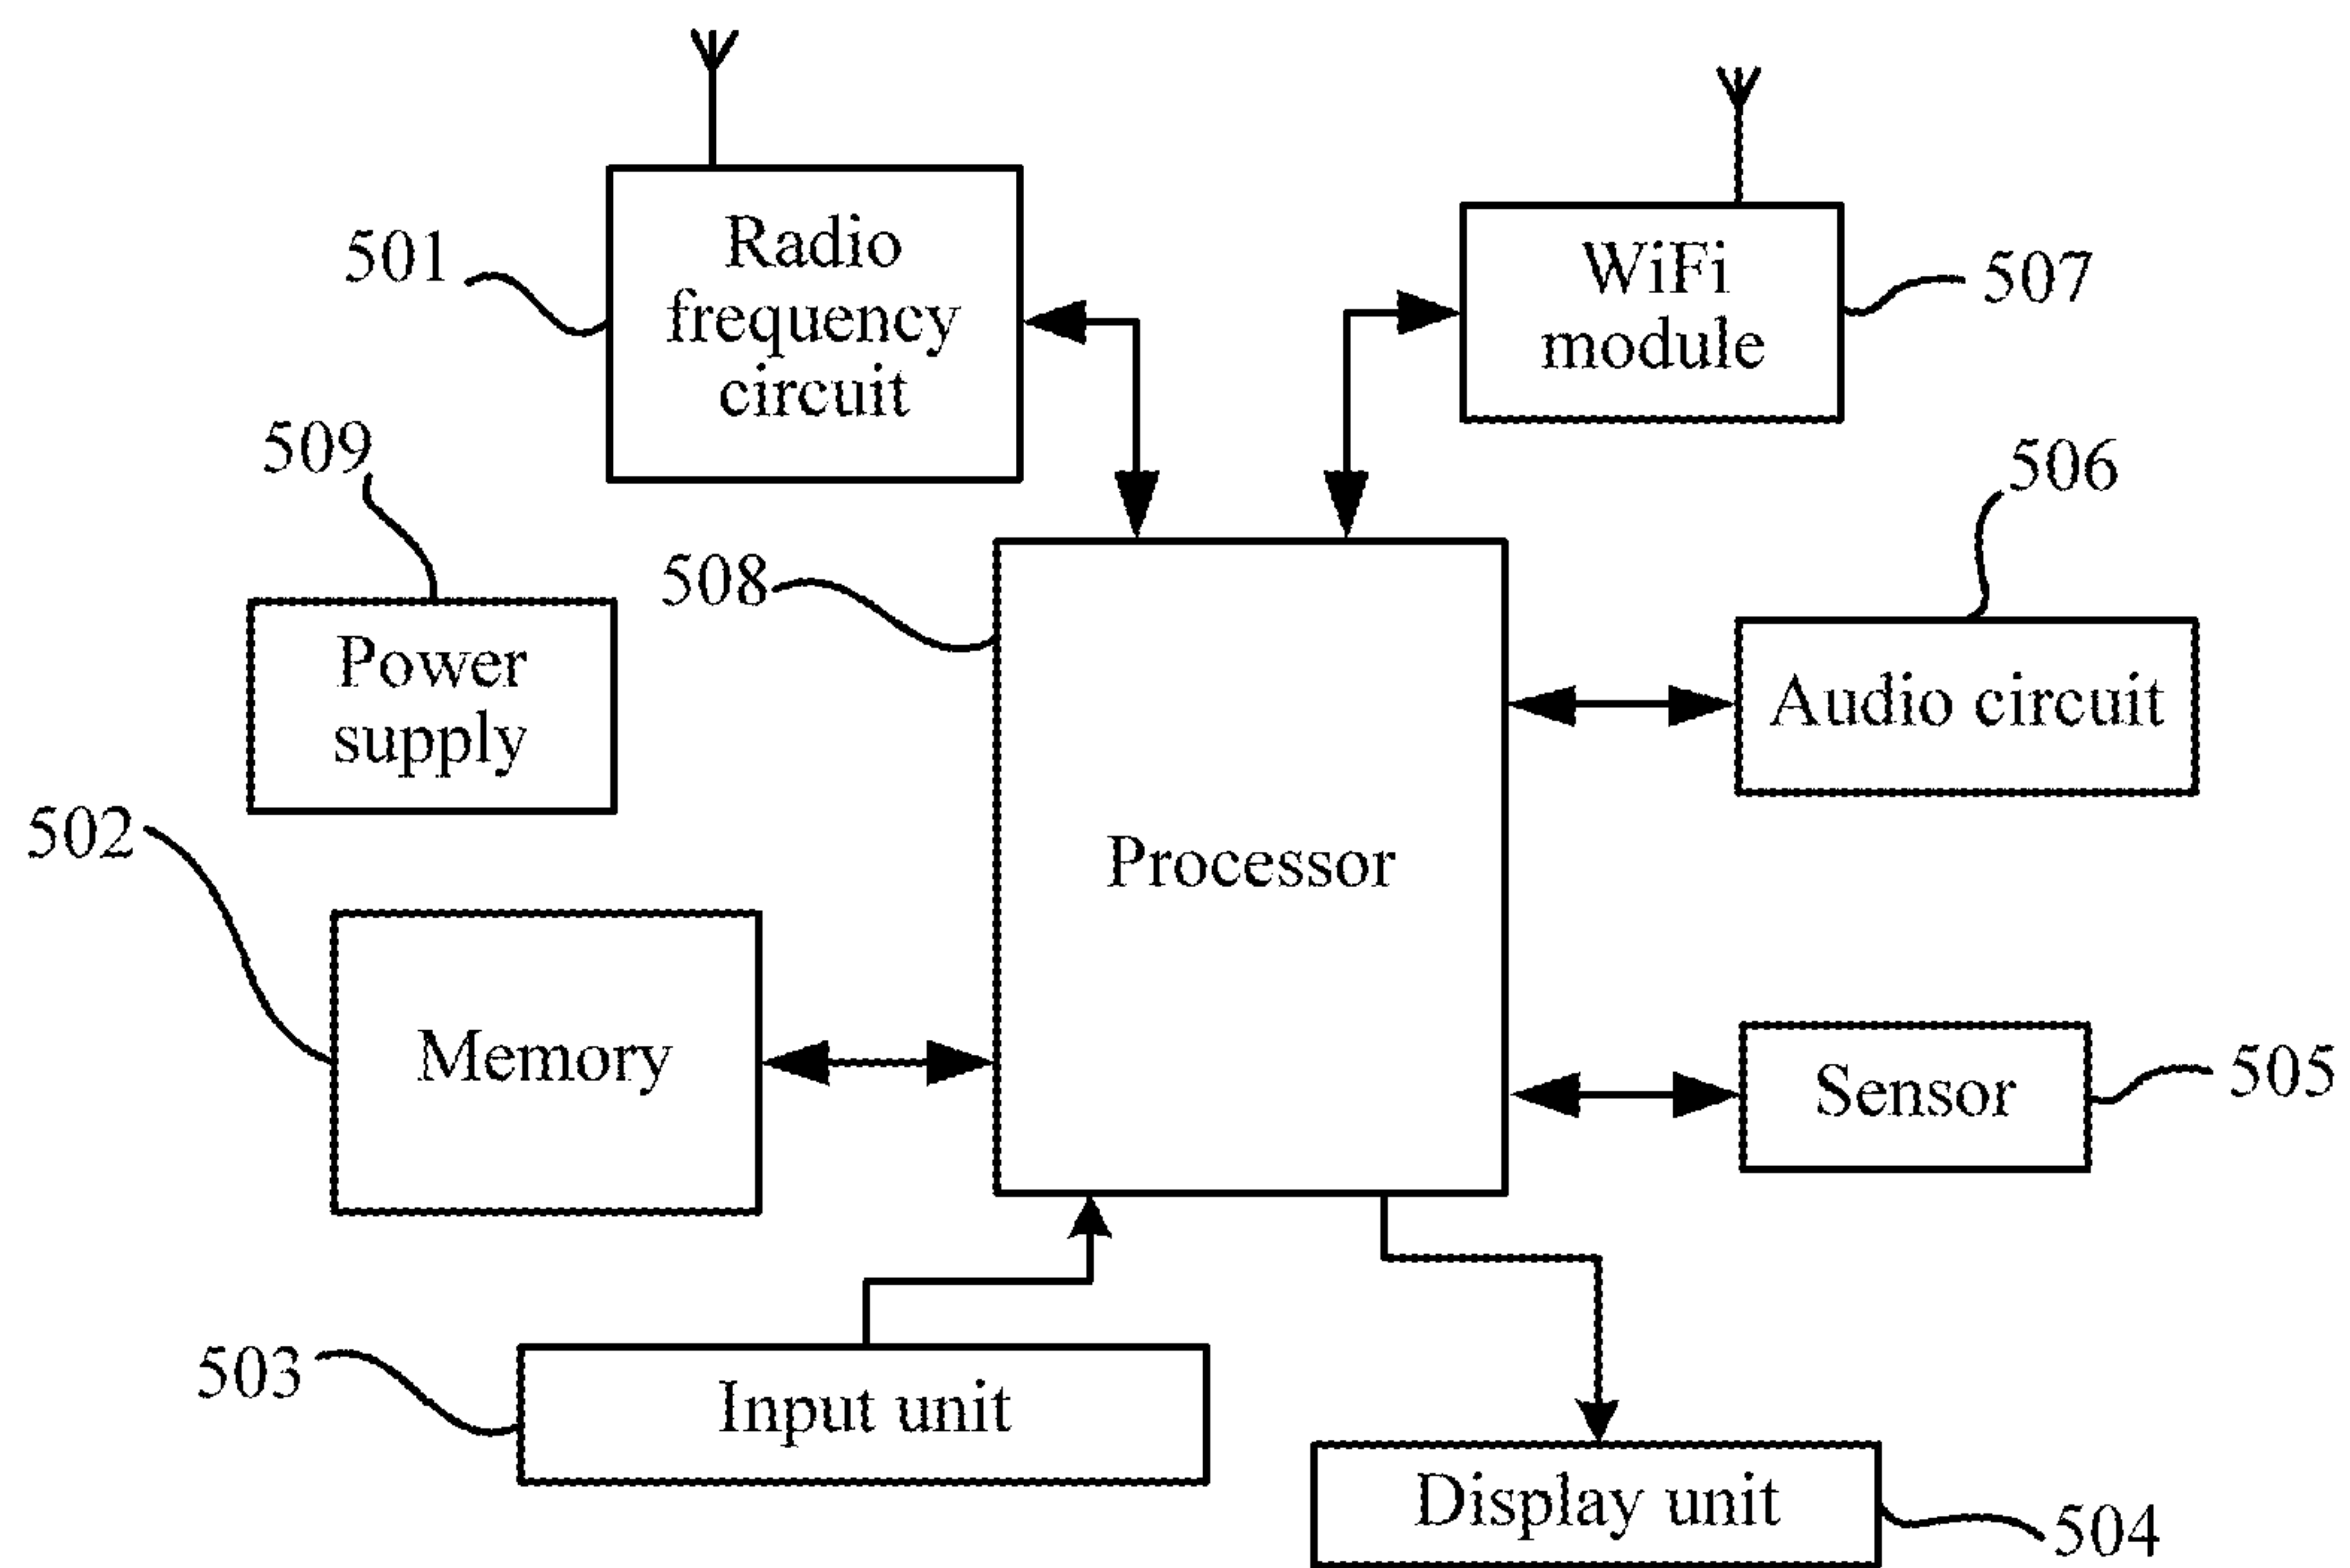 501
Radio
frequency
circuit
WiFi
module
507
509
Power
supply
508
Processor
506
Audio circuit
502
Memory
Sensor
505
503
Input unit
Display unit
504